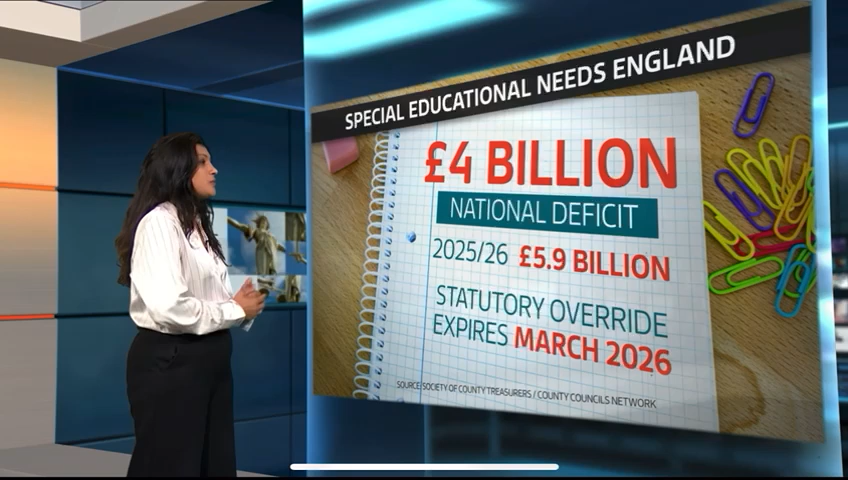 SPECIAL EDUCATIONAL NEEDS ENGLAND
£4 BILLION
NATIONAL DEFICIT
2025/26 £5.9 BILLION
STATUTORY OVERRIDE
EXPIRES MARCH 2026
SOURCE SOCIETY OF COUNTY TREASURERS / COUNTY COUNCILS NETWORK